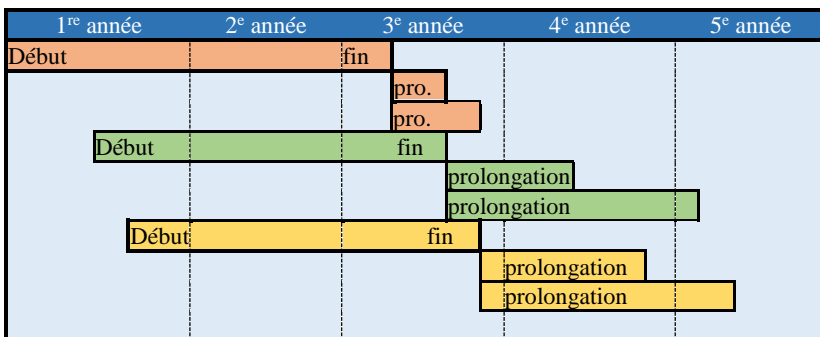 1re année 2e année 3e année 4e année 5e année
Début fin
pro.
pro.
Début fin
prolongation
prolongation
Début fin
prolongation
prolongation